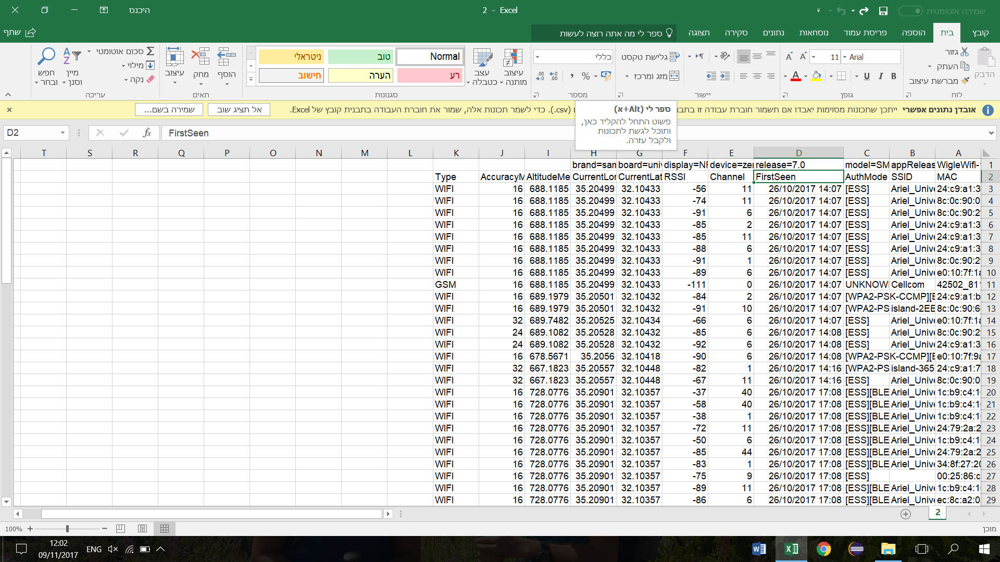 היכנס
2 - Excel
שמירה אוטומטית
קובץ
בית
הוספה
פריסת עמוד
נוסחאות
נתונים
סקירה
תצוגה
ספר לי מה אתה רוצה לעשות
שתף
הדבק
גזור
העתק
מברשת עיצוב
לוח
Arial
11
B I U
גופן
גלישת טקסט
מזג ומרכז
יישור
כללי
%
מספר
עיצוב מותנה
עצב כטבלה
Normal
טוב
ניטראלי
רע
הערה
חישוב
סגנונות
הוסף
מחק
עיצוב
תאים
סכום אוטומטי
מילוי
נקה
מיין וסנן
חפש ובחר
עריכה
אובדן נתונים אפשרי ייתכן שתכונות מסוימות יאבדו אם תשמור חוברת עבודה זו בתבנ
(csv.). כדי לשמר תכונות אלה, שמור את חוברת העבודה בתבנית קובץ של Excel.
אל תציג שוב
שמירה בשם...
ספר לי (Alt+א)
פשוט התחל להקליד כאן,
ותוכל לגשת לתכונות
ולקבל עזרה.
D2
fx
FirstSeen
T S R Q P O N M L K J I H G F E D C B A
brand=sam board=univ display=NR device=zer release=7.0 model=SM appReleas WigleWifi- 1
Type AccuracyM AltitudeMe CurrentLon CurrentLat RSSI Channel FirstSeen AuthMode SSID MAC 2
WIFI 16 688.1185 35.20499 32.10433 -56 11 26/10/2017 14:07 [ESS] Ariel_Unive 24:c9:a1:3 3
WIFI 16 688.1185 35.20499 32.10433 -74 11 26/10/2017 14:07 [ESS] Ariel_Unive 8c:0c:90:0 4
WIFI 16 688.1185 35.20499 32.10433 -91 6 26/10/2017 14:07 [ESS] Ariel_Unive 8c:0c:90:2 5
WIFI 16 688.1185 35.20499 32.10433 -85 2 26/10/2017 14:07 [ESS] Ariel_Unive 24:c9:a1:3 6
WIFI 16 688.1185 35.20499 32.10433 -85 11 26/10/2017 14:07 [ESS] Ariel_Unive 24:c9:a1:3 7
WIFI 16 688.1185 35.20499 32.10433 -88 6 26/10/2017 14:07 [ESS] Ariel_Unive 24:c9:a1:3 8
WIFI 16 688.1185 35.20499 32.10433 -91 1 26/10/2017 14:07 [ESS] Ariel_Unive 8c:0c:90:2 9
WIFI 16 688.1185 35.20499 32.10433 -89 6 26/10/2017 14:07 [ESS] Ariel_Unive e0:10:7f:1a 10
GSM 16 688.1185 35.20499 32.10433 -111 0 26/10/2017 14:07 UNKNOW Cellcom 42502_811 11
WIFI 16 689.1979 35.20501 32.10432 -84 2 26/10/2017 14:07 [WPA2-PSK-CCMP][E 24:c9:a1:b 12
WIFI 16 689.1979 35.20501 32.10432 -91 10 26/10/2017 14:07 [WPA2-PS island-2EE 8c:0c:90:6 13
WIFI 32 689.7482 35.20525 32.10434 -66 6 26/10/2017 14:07 [ESS] Ariel_Unive e0:10:7f:1a 14
WIFI 24 689.1082 35.20528 32.10432 -85 6 26/10/2017 14:08 [ESS] Ariel_Unive 8c:0c:90:2 15
WIFI 24 689.1082 35.20528 32.10432 -92 6 26/10/2017 14:08 [ESS] Ariel_Unive 24:c9:a1:3 16
WIFI 16 678.5671 35.2056 32.10418 -90 6 26/10/2017 14:08 [WPA2-PSK-CCMP][E e0:10:7f:9a 17
WIFI 32 667.1823 35.20557 32.10448 -82 1 26/10/2017 14:16 [WPA2-PS island-365 24:c9:a1:7 18
WIFI 32 667.1823 35.20557 32.10448 -67 11 26/10/2017 14:16 [ESS] Ariel_Unive 8c:0c:90:0 19
WIFI 16 728.0776 35.20901 32.10357 -37 40 26/10/2017 17:08 [ESS][BLE Ariel_Unive 1c:b9:c4:1 20
WIFI 16 728.0776 35.20901 32.10357 -58 40 26/10/2017 17:08 [ESS][BLE Ariel_Unive 1c:b9:c4:1 21
WIFI 16 728.0776 35.20901 32.10357 -38 1 26/10/2017 17:08 [ESS][BLE Ariel_Unive 1c:b9:c4:1 22
WIFI 16 728.0776 35.20901 32.10357 -72 11 26/10/2017 17:08 [ESS][BLE Ariel_Unive 24:79:2a:2 23
WIFI 16 728.0776 35.20901 32.10357 -50 6 26/10/2017 17:08 [ESS][BLE Ariel_Unive 1c:b9:c4:1 24
WIFI 16 728.0776 35.20901 32.10357 -85 44 26/10/2017 17:08 [ESS][BLE Ariel_Unive 24:79:2a:2 25
WIFI 16 728.0776 35.20901 32.10357 -83 1 26/10/2017 17:08 [ESS][BLE Ariel_Unive 34:8f:27:20 26
WIFI 16 728.0776 35.20901 32.10357 -75 9 26/10/2017 17:08 [ESS] 00:25:86:c 27
WIFI 16 728.0776 35.20901 32.10357 -89 11 26/10/2017 17:08 [ESS][BLE Ariel_Unive 1c:b9:c4:1 28
WIFI 16 728.0776 35.20901 32.10357 -86 6 26/10/2017 17:08 [ESS][BLE Ariel_Unive ec:8c:a2:0 29
2
100%
מוכן
12:02
09/11/2017
ENG